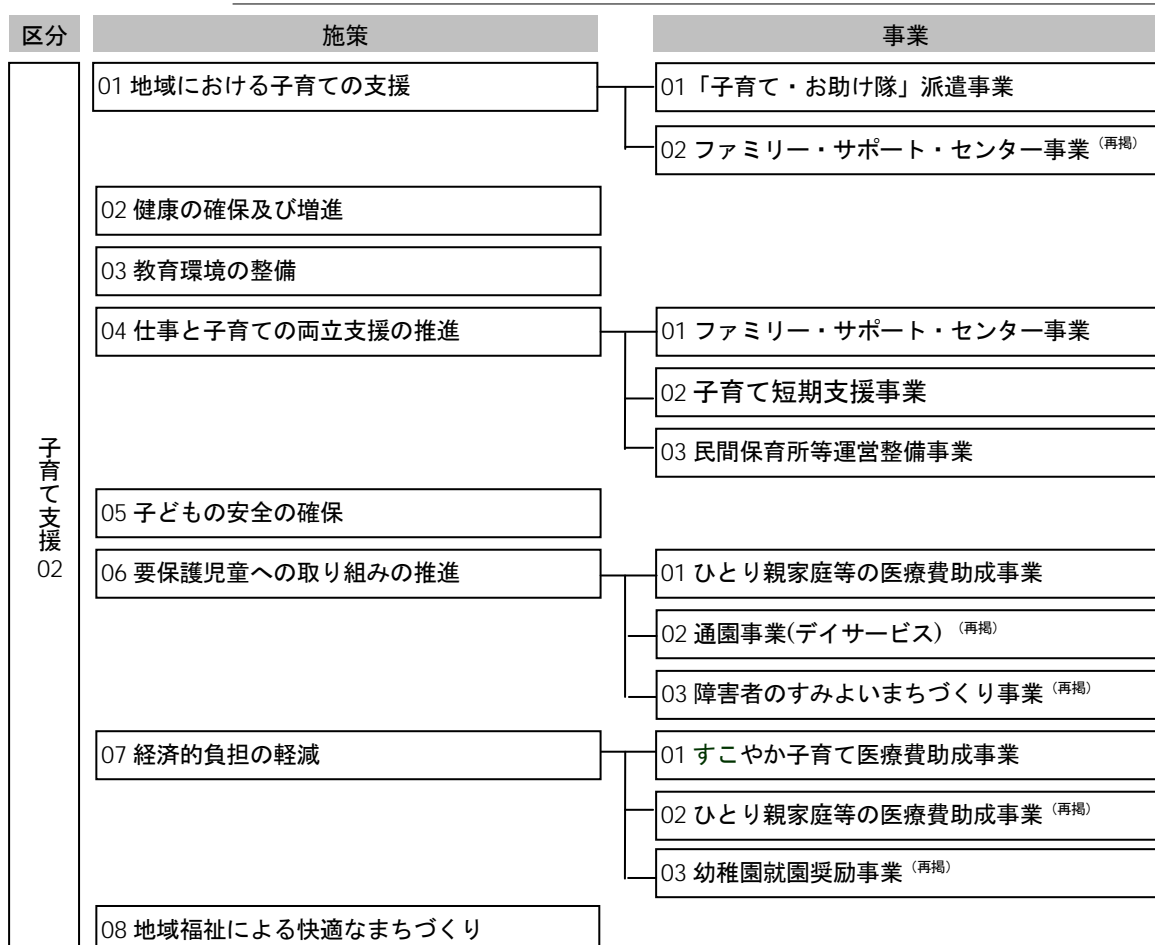 区分 施策 事業
子育て支援 02
01 地域における子育ての支援
01「子育て・お助け隊」派遣事業
02 ファミリー・サポート・センター事業（再掲）
02 健康の確保及び増進
03 教育環境の整備
04 仕事と子育ての両立支援の推進
01 ファミリー・サポート・センター事業
02 子育て短期支援事業
03 民間保育所等運営整備事業
05 子どもの安全の確保
06 要保護児童への取り組みの推進
01 ひとり親家庭等の医療費助成事業
02 通園事業(デイサービス) （再掲）
03 障害者のすみよいまちづくり事業（再掲）
07 経済的負担の軽減
01 すこやか子育て医療費助成事業
02 ひとり親家庭等の医療費助成事業（再掲）
03 幼稚園就園奨励事業（再掲）
08 地域福祉による快適なまちづくり